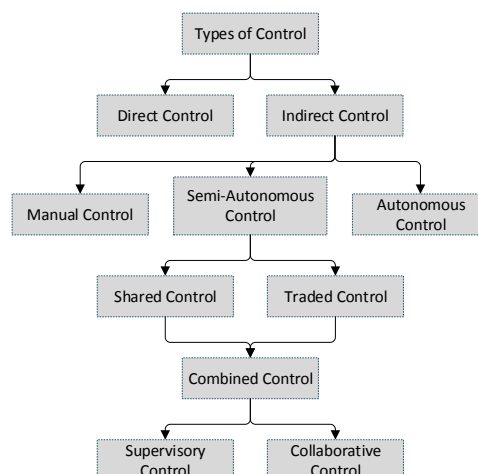 Types of Control
Direct Control
Indirect Control
Manual Control
Semi-Autonomous
Control
Autonomous
Control
Shared Control
Traded Control
Combined Control
Supervisory
Control
Collaborative
Control